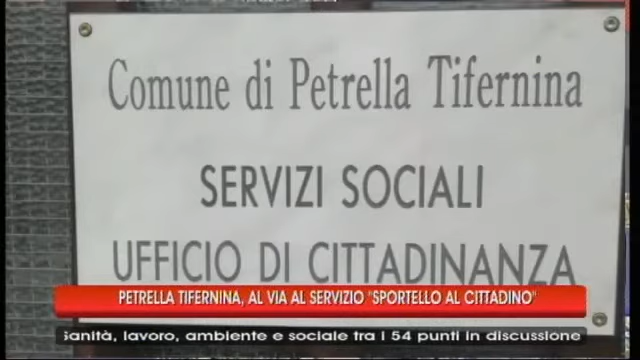 Comune di Petrella Tifernina
SERVIZI SOCIALI
UFFICIO DI CITTADINANZA
PETRELLA TIFERNINA, AL VIA AL SERVIZIO "SPORTELLO AL CITTADINO"
Sanità, lavoro, ambiente e sociale tra i 54 punti in discussione